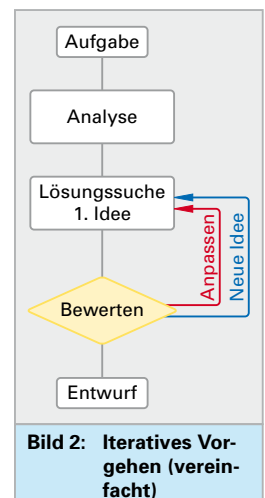 Aufgabe
Analyse
Lösungssuche
1. Idee
Anpassen
Neue Idee
Bewerten
Entwurf
Bild 2: Iteratives Vor-
gehen (verein-
facht)